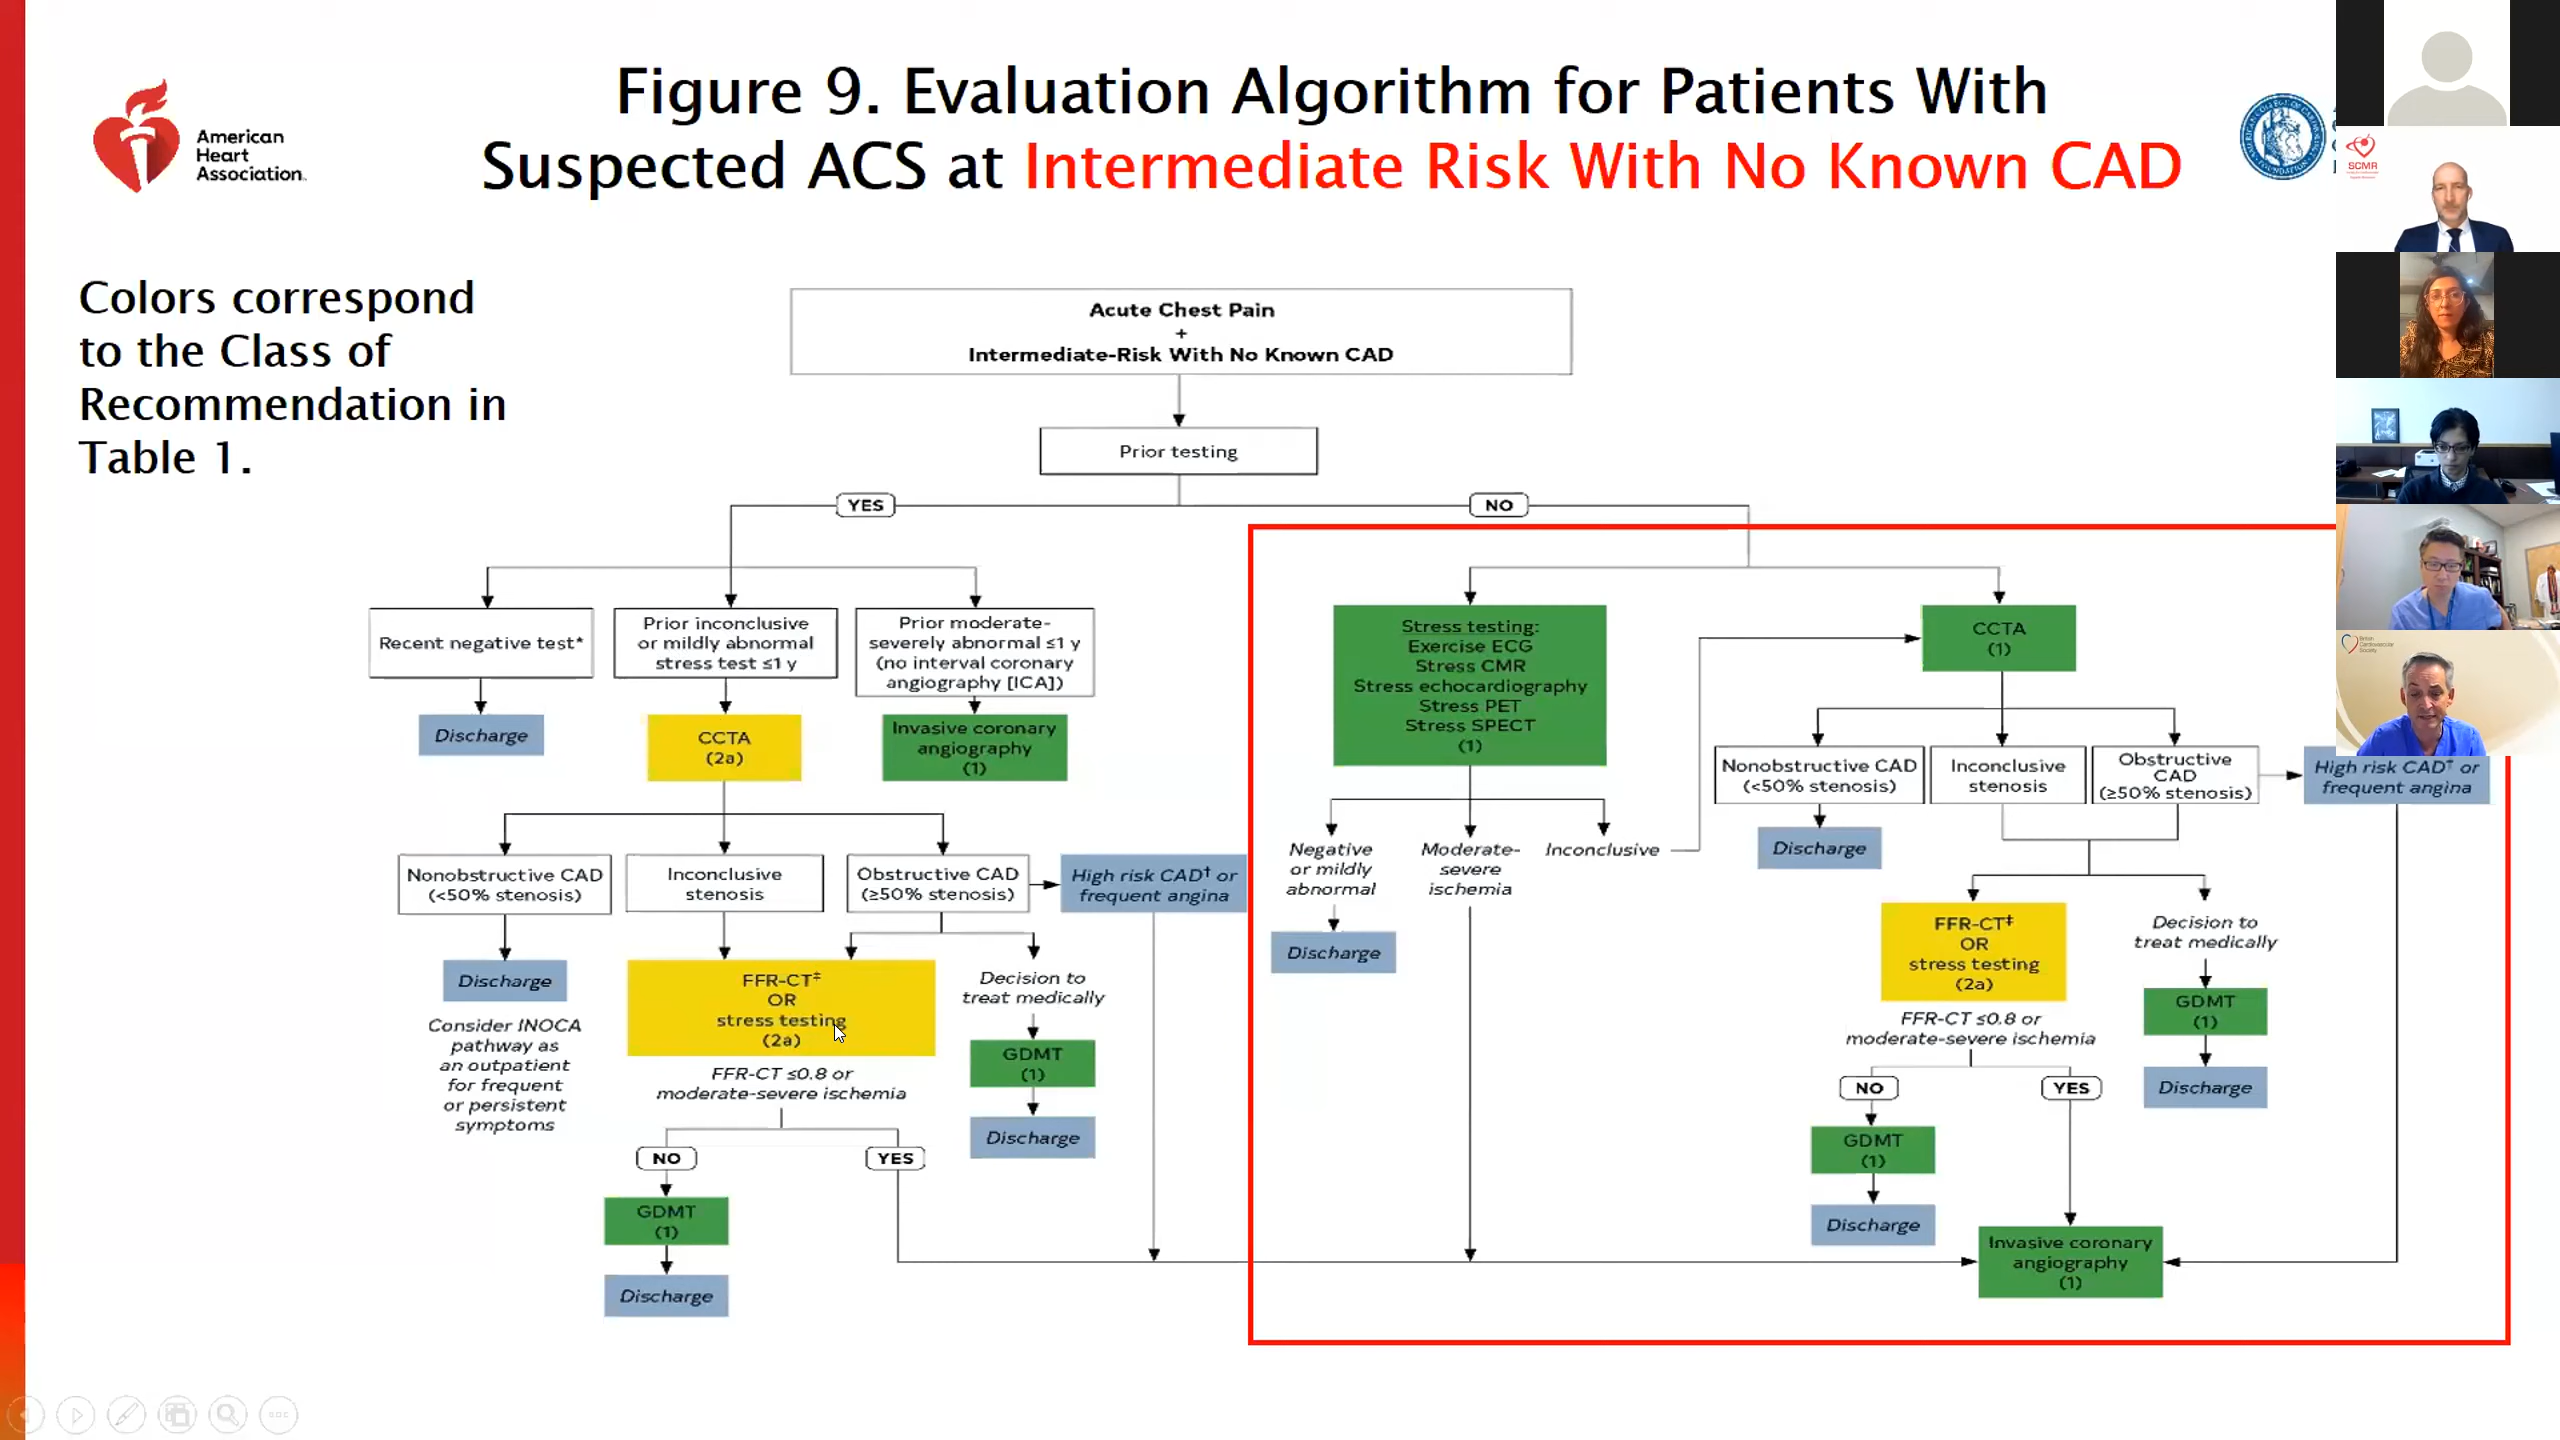 Figure 9. Evaluation Algorithm for Patients With
Suspected ACS at Intermediate Risk With No Known CAD
American
Heart
Association.
SCMR
Colors correspond
to the Class of
Recommendation in
Table 1.
Acute Chest Pain
+
Intermediate-Risk With No Known CAD
Prior testing
YES
NO
Recent negative test*
Discharge
Prior inconclusive
or mildly abnormal
stress test ≤1 y
CCTA
(2a)
Prior moderate-
severely abnormal ≤1 y
(no interval coronary
angiography [ICA])
Invasive coronary
angiography
(1)
Nonobstructive CAD
(<50% stenosis)
Inconclusive
stenosis
Obstructive CAD
(≥50% stenosis)
High risk CAD† or
frequent angina
Discharge
Consider INOCA
pathway as
an outpatient
for frequent
or persistent
symptoms
FFR-CT‡
OR
stress testing
(2a)
FFR-CT ≤0.8 or
moderate-severe ischemia
NO
YES
GDMT
(1)
Discharge
Decision to
treat medically
GDMT
(1)
Discharge
Stress testing:
Exercise ECG
Stress CMR
Stress echocardiography
Stress PET
Stress SPECT
(1)
Negative
or mildly
abnormal
Moderate-
severe
ischemia
Inconclusive
Discharge
CCTA
(1)
Nonobstructive CAD
(<50% stenosis)
Inconclusive
stenosis
Obstructive
CAD
(≥50% stenosis)
High risk CAD† or
frequent angina
Discharge
FFR-CT‡
OR
stress testing
(2a)
Decision to
treat medically
GDMT
(1)
Discharge
FFR-CT ≤0.8 or
moderate-severe ischemia
NO
YES
GDMT
(1)
Discharge
Invasive coronary
angiography
(1)